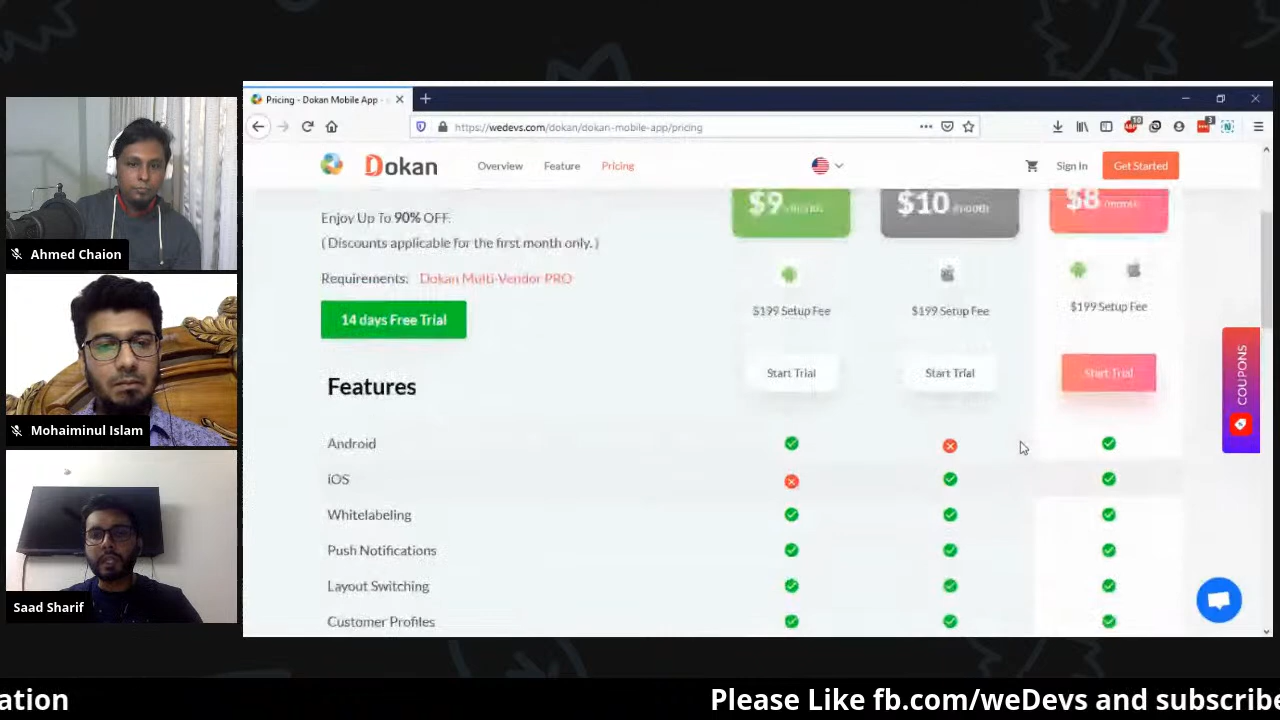 Pricing - Dokan Mobile App -
https://wedevs.com/dokan/dokan-mobile-app/pricing
10
3
Dokan
Overview
Feature
Pricing
Sign In
Get Started
$9
$10 /month
$8 /month
Enjoy Up To 90% OFF.
( Discounts applicable for the first month only. )
Requirements: Dokan Multi-Vendor PRO
14 days Free Trial
$199 Setup Fee
$199 Setup Fee
$199 Setup Fee
Start Trial
Start Trial
Start Trial
COUPONS
Features
Android
iOS
Whitelabeling
Push Notifications
Layout Switching
Customer Profiles
Ahmed Chaion
Mohaiminul Islam
Saad Sharif
ation
Please Like fb.com/weDevs and subscribe